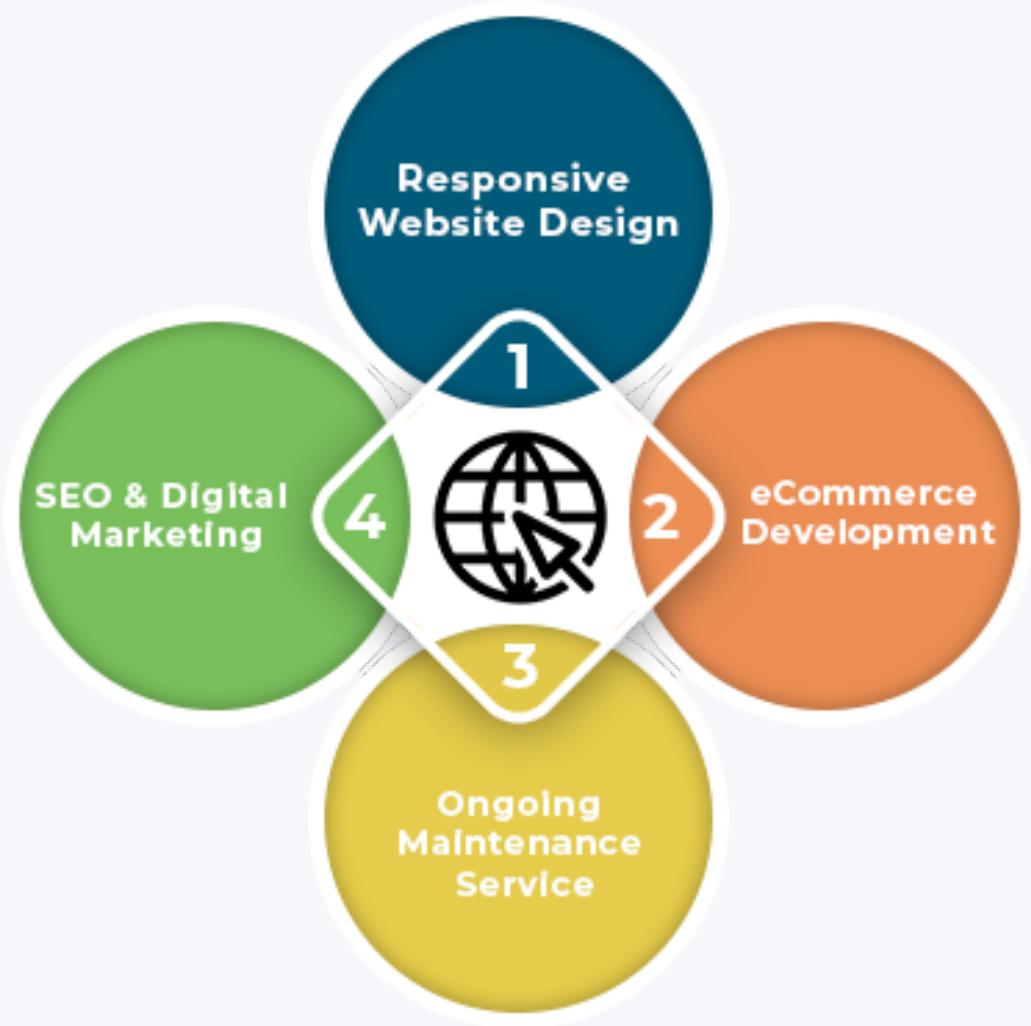 Responsive
Website Design
1
2
eCommerce
Development
3
Ongoing
Maintenance
Service
4
SEO & Digital
Marketing